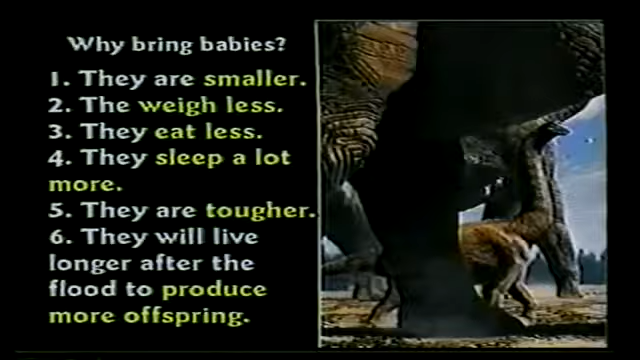 Why bring babies?
1. They are smaller.
2. The weigh less.
3. They eat less.
4. They sleep a lot
more.
5. They are tougher.
6. They will live
longer after the
flood to produce
more offspring.